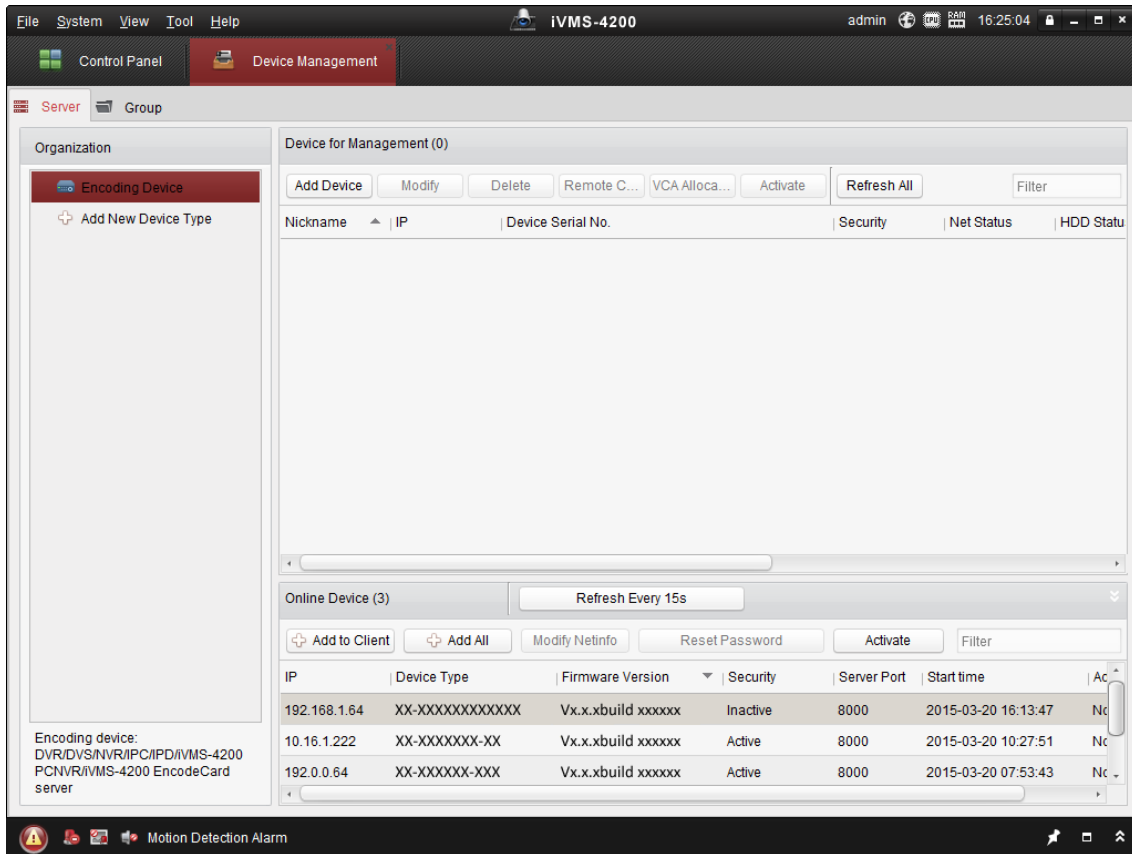 File System View Tool Help iVMS-4200 admin CPU RAM 16:25:04
Control Panel Device Management
Server Group
Organization
Encoding Device
Add New Device Type
Encoding device:
DVR/DVS/NVR/IPC/IPD/iVMS-4200
PCNVR/iVMS-4200 EncodeCard
server
Device for Management (0)
Add Device Modify Delete Remote C... VCA Alloca... Activate Refresh All Filter
Nickname IP Device Serial No. Security Net Status HDD Statu
Online Device (3) Refresh Every 15s
Add to Client Add All Modify Netinfo Reset Password Activate Filter
IP Device Type Firmware Version Security Server Port Start time Ad
192.168.1.64 XX-XXXXXXXXXXXX Vx.x.xbuild xxxxxx Inactive 8000 2015-03-20 16:13:47 No
10.16.1.222 XX-XXXXXXX-XX Vx.x.xbuild xxxxxx Active 8000 2015-03-20 10:27:51 No
192.0.0.64 XX-XXXXXX-XXX Vx.x.xbuild xxxxxx Active 8000 2015-03-20 07:53:43 No
Motion Detection Alarm